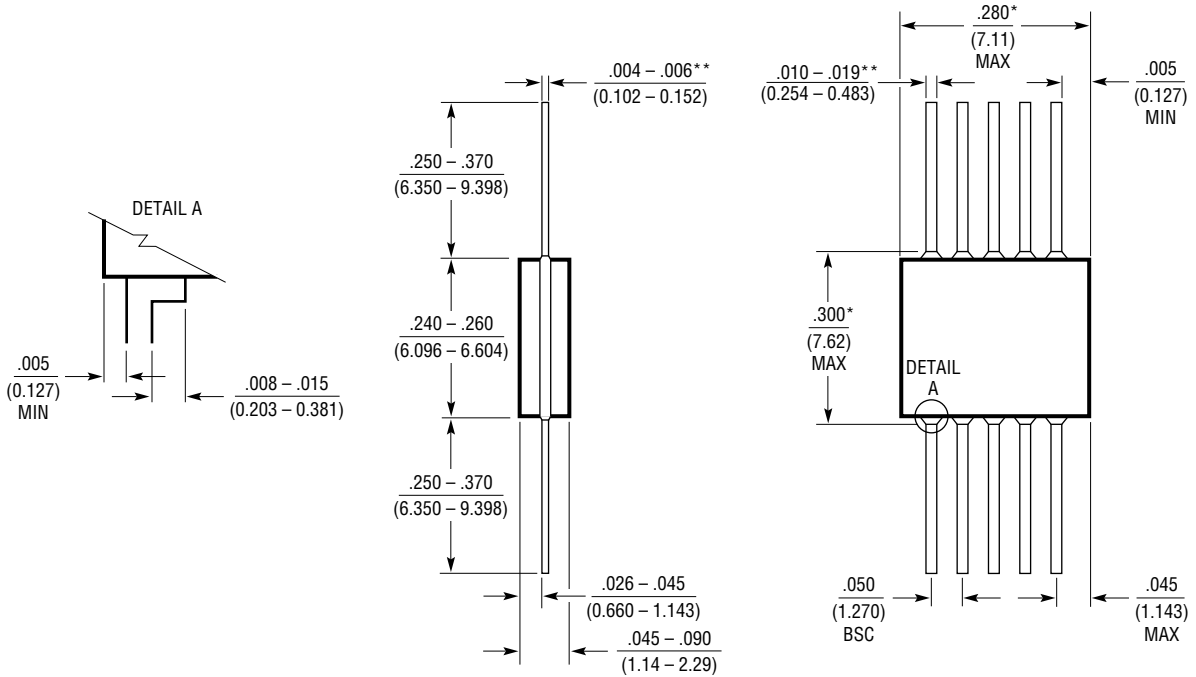 DETAIL A
.005
(0.127)
MIN
.008 – .015
(0.203 – 0.381)
.004 – .006**
(0.102 – 0.152)
.250 – .370
(6.350 – 9.398)
.240 – .260
(6.096 – 6.604)
.250 – .370
(6.350 – 9.398)
.026 – .045
(0.660 – 1.143)
.045 – .090
(1.14 – 2.29)
.280*
(7.11)
MAX
.010 – .019**
(0.254 – 0.483)
.005
(0.127)
MIN
.300*
(7.62)
MAX
DETAIL
A
.050
(1.270)
BSC
.045
(1.143)
MAX